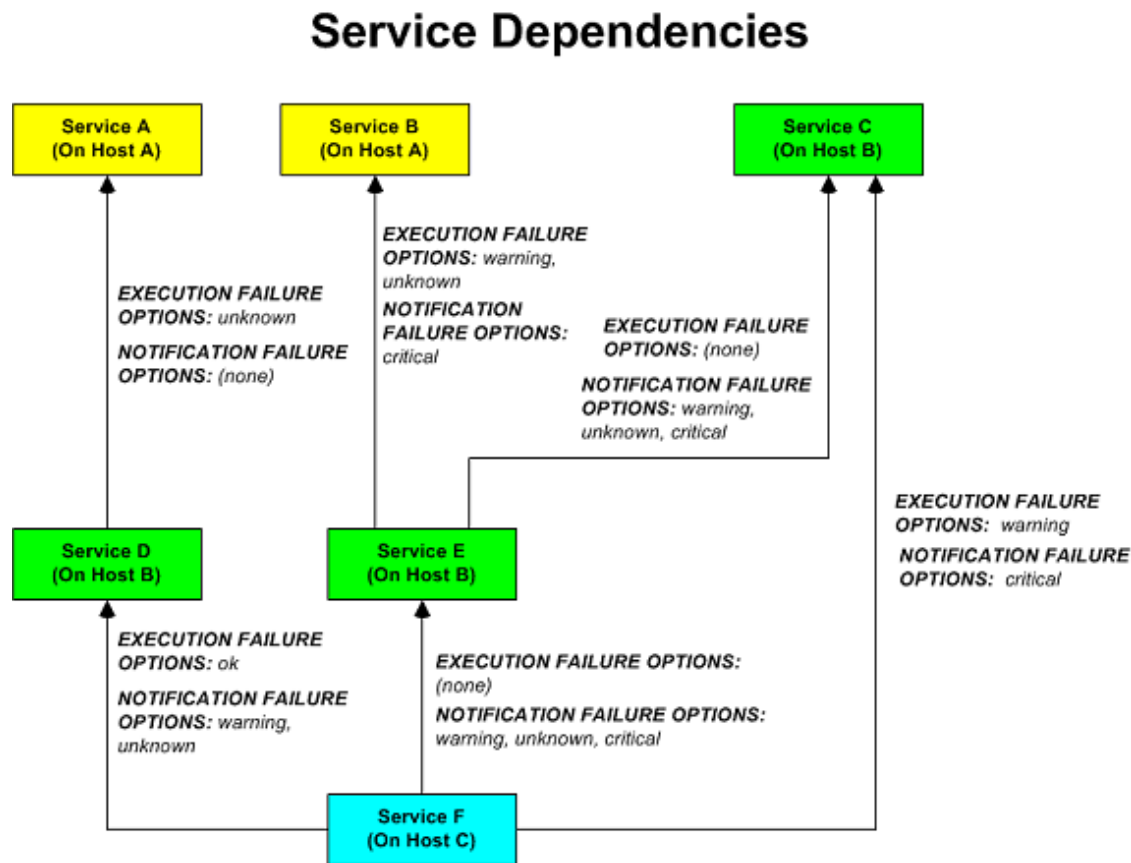 Service Dependencies
Service A
(On Host A)
Service B
(On Host A)
Service C
(On Host B)
EXECUTION FAILURE
OPTIONS: unknown
NOTIFICATION FAILURE
OPTIONS: (none)
EXECUTION FAILURE
OPTIONS: warning,
unknown
NOTIFICATION
FAILURE OPTIONS:
critical
EXECUTION FAILURE
OPTIONS: (none)
NOTIFICATION FAILURE
OPTIONS: warning,
unknown, critical
EXECUTION FAILURE
OPTIONS: warning
NOTIFICATION FAILURE
OPTIONS: critical
Service D
(On Host B)
Service E
(On Host B)
EXECUTION FAILURE
OPTIONS: ok
NOTIFICATION FAILURE
OPTIONS: warning,
unknown
EXECUTION FAILURE OPTIONS:
(none)
NOTIFICATION FAILURE OPTIONS:
warning, unknown, critical
Service F
(On Host C)